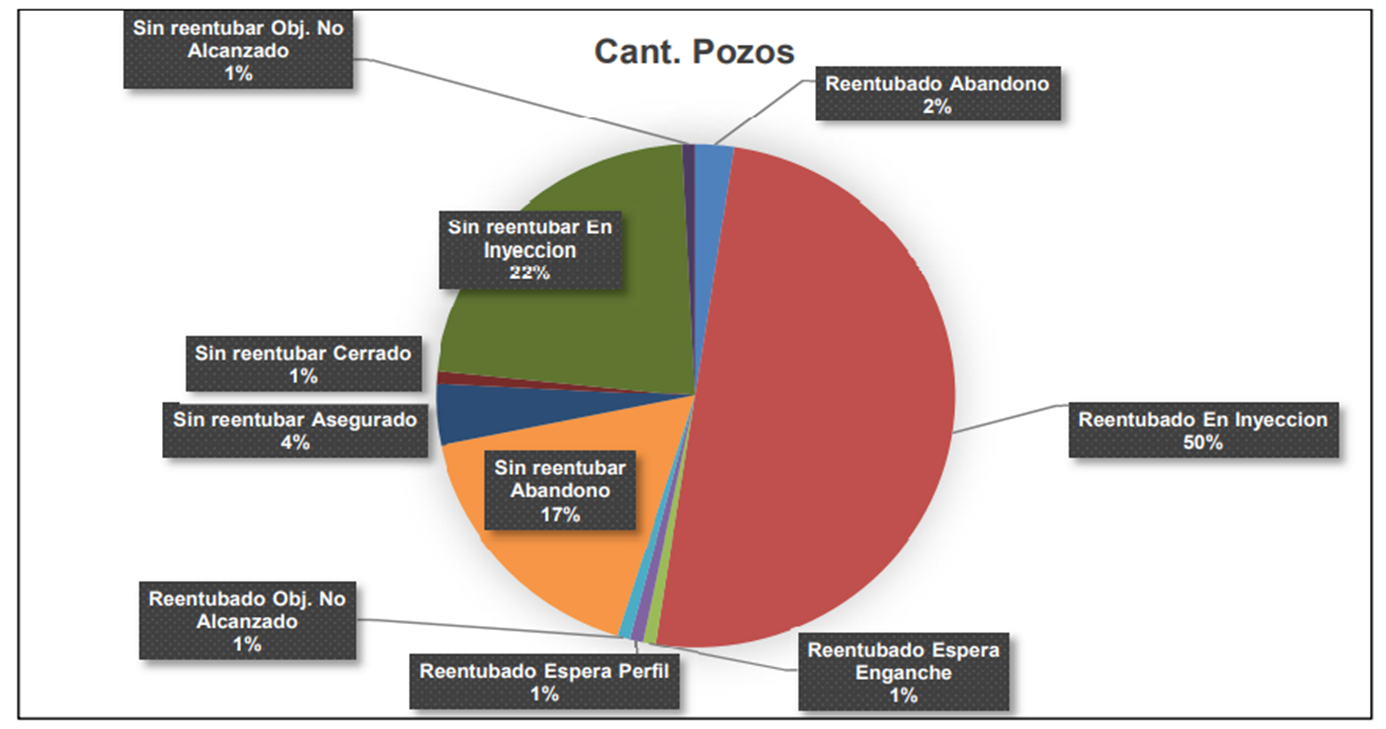 Cant. Pozos
Sin reentubar Obj. No
Alcanzado
1%
Reentubado Abandono
2%
Sin reentubar En
Inyeccion
22%
Sin reentubar Cerrado
1%
Sin reentubar Asegurado
4%
Reentubado En Inyeccion
50%
Sin reentubar
Abandono
17%
Reentubado Obj. No
Alcanzado
1%
Reentubado Espera Perfil
1%
Reentubado Espera
Enganche
1%